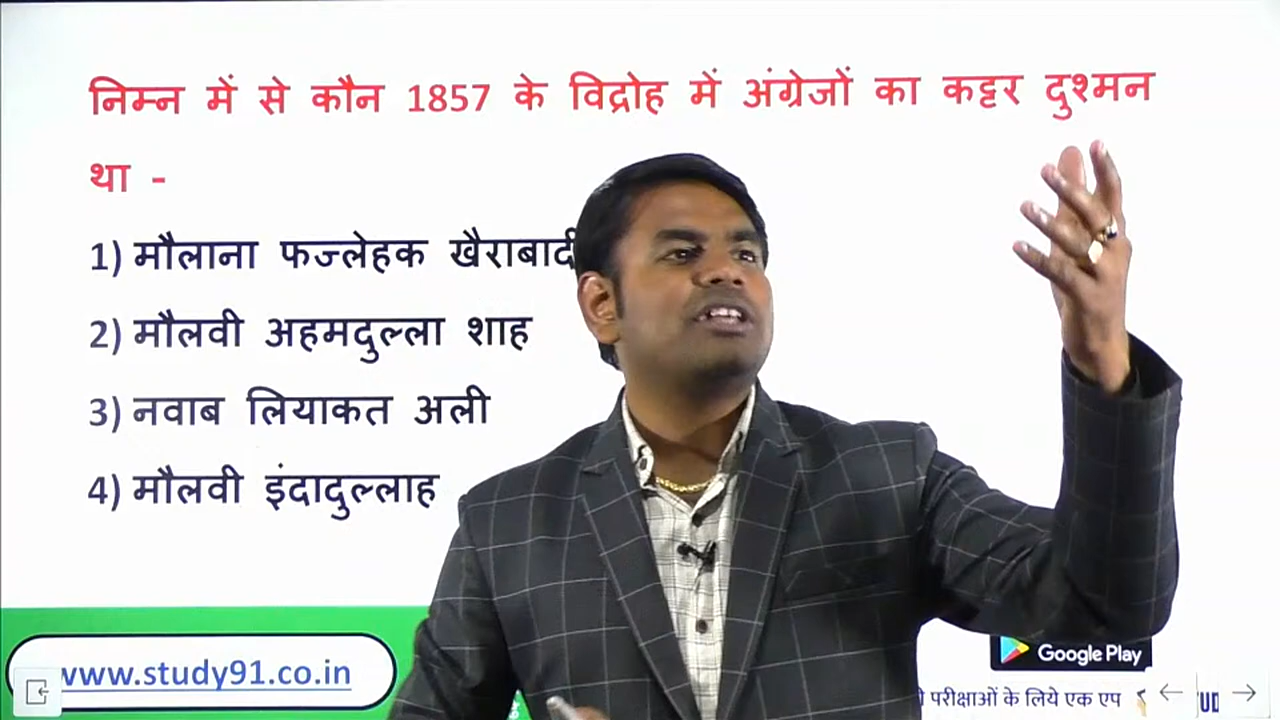 निम्न में से कौन 1857 के विद्रोह में अंग्रेजों का कट्टर दुश्मन
था -
1) मौलाना फज्लेहक खैराबादी
2) मौलवी अहमदुल्ला शाह
3) नवाब लियाकत अली
4) मौलवी इंदादुल्लाह
www.study91.co.in
Google Play
परीक्षाओं के लिये एक एप